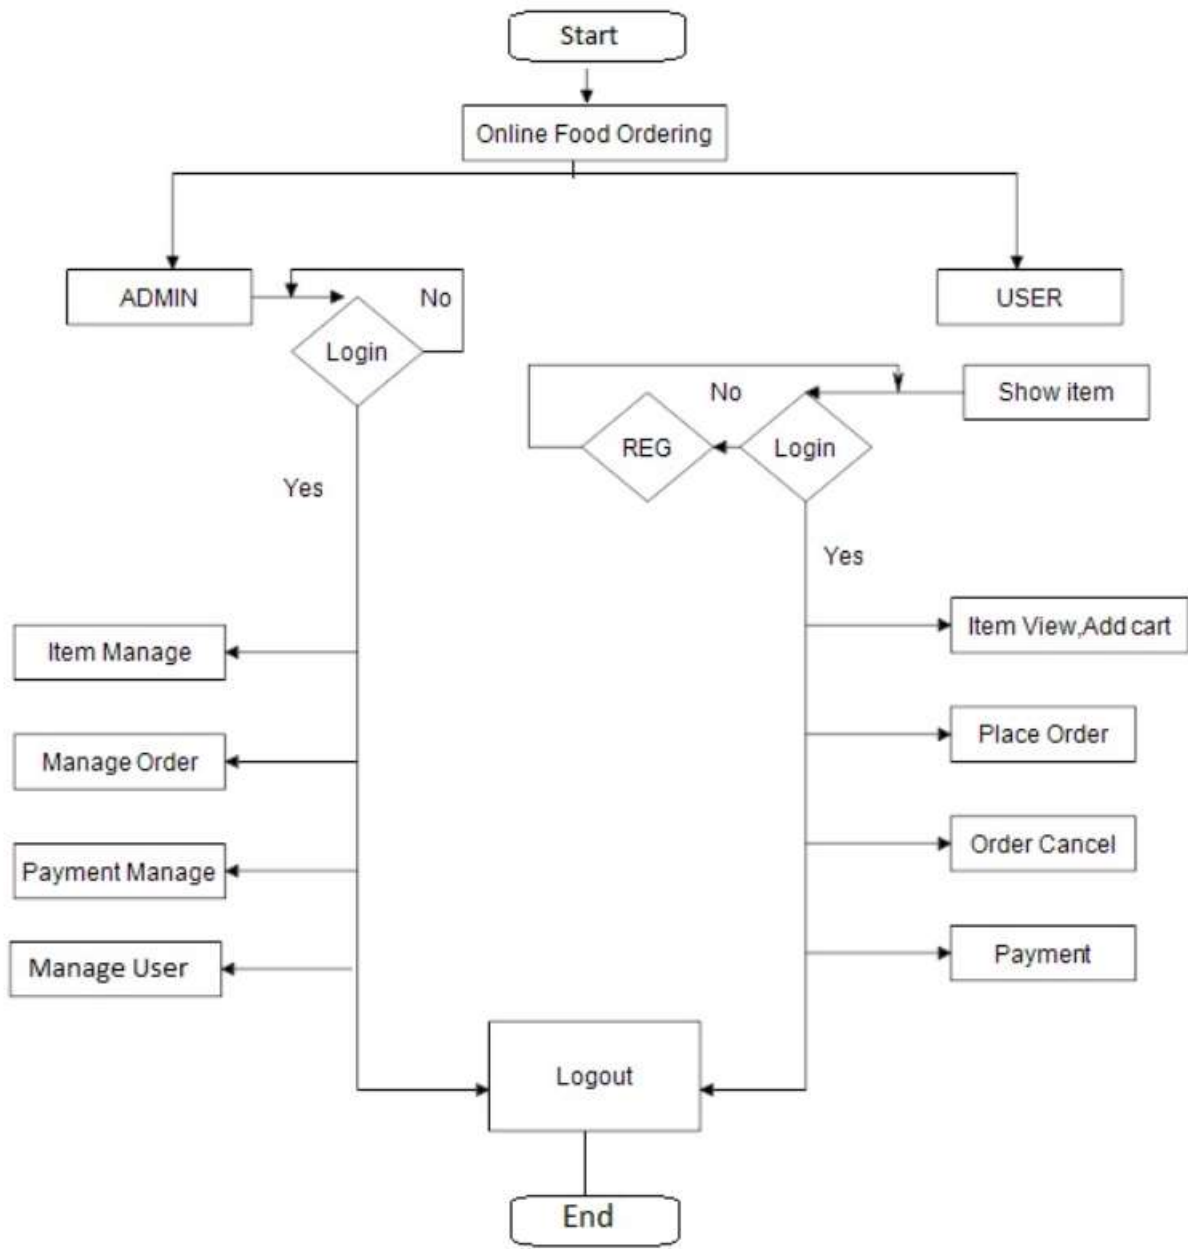 Start
Online Food Ordering
ADMIN
No
USER
Login
No
Show item
REG
Login
Yes
Yes
Item View,Add cart
Item Manage
Place Order
Manage Order
Order Cancel
Payment Manage
Payment
Manage User
Logout
End